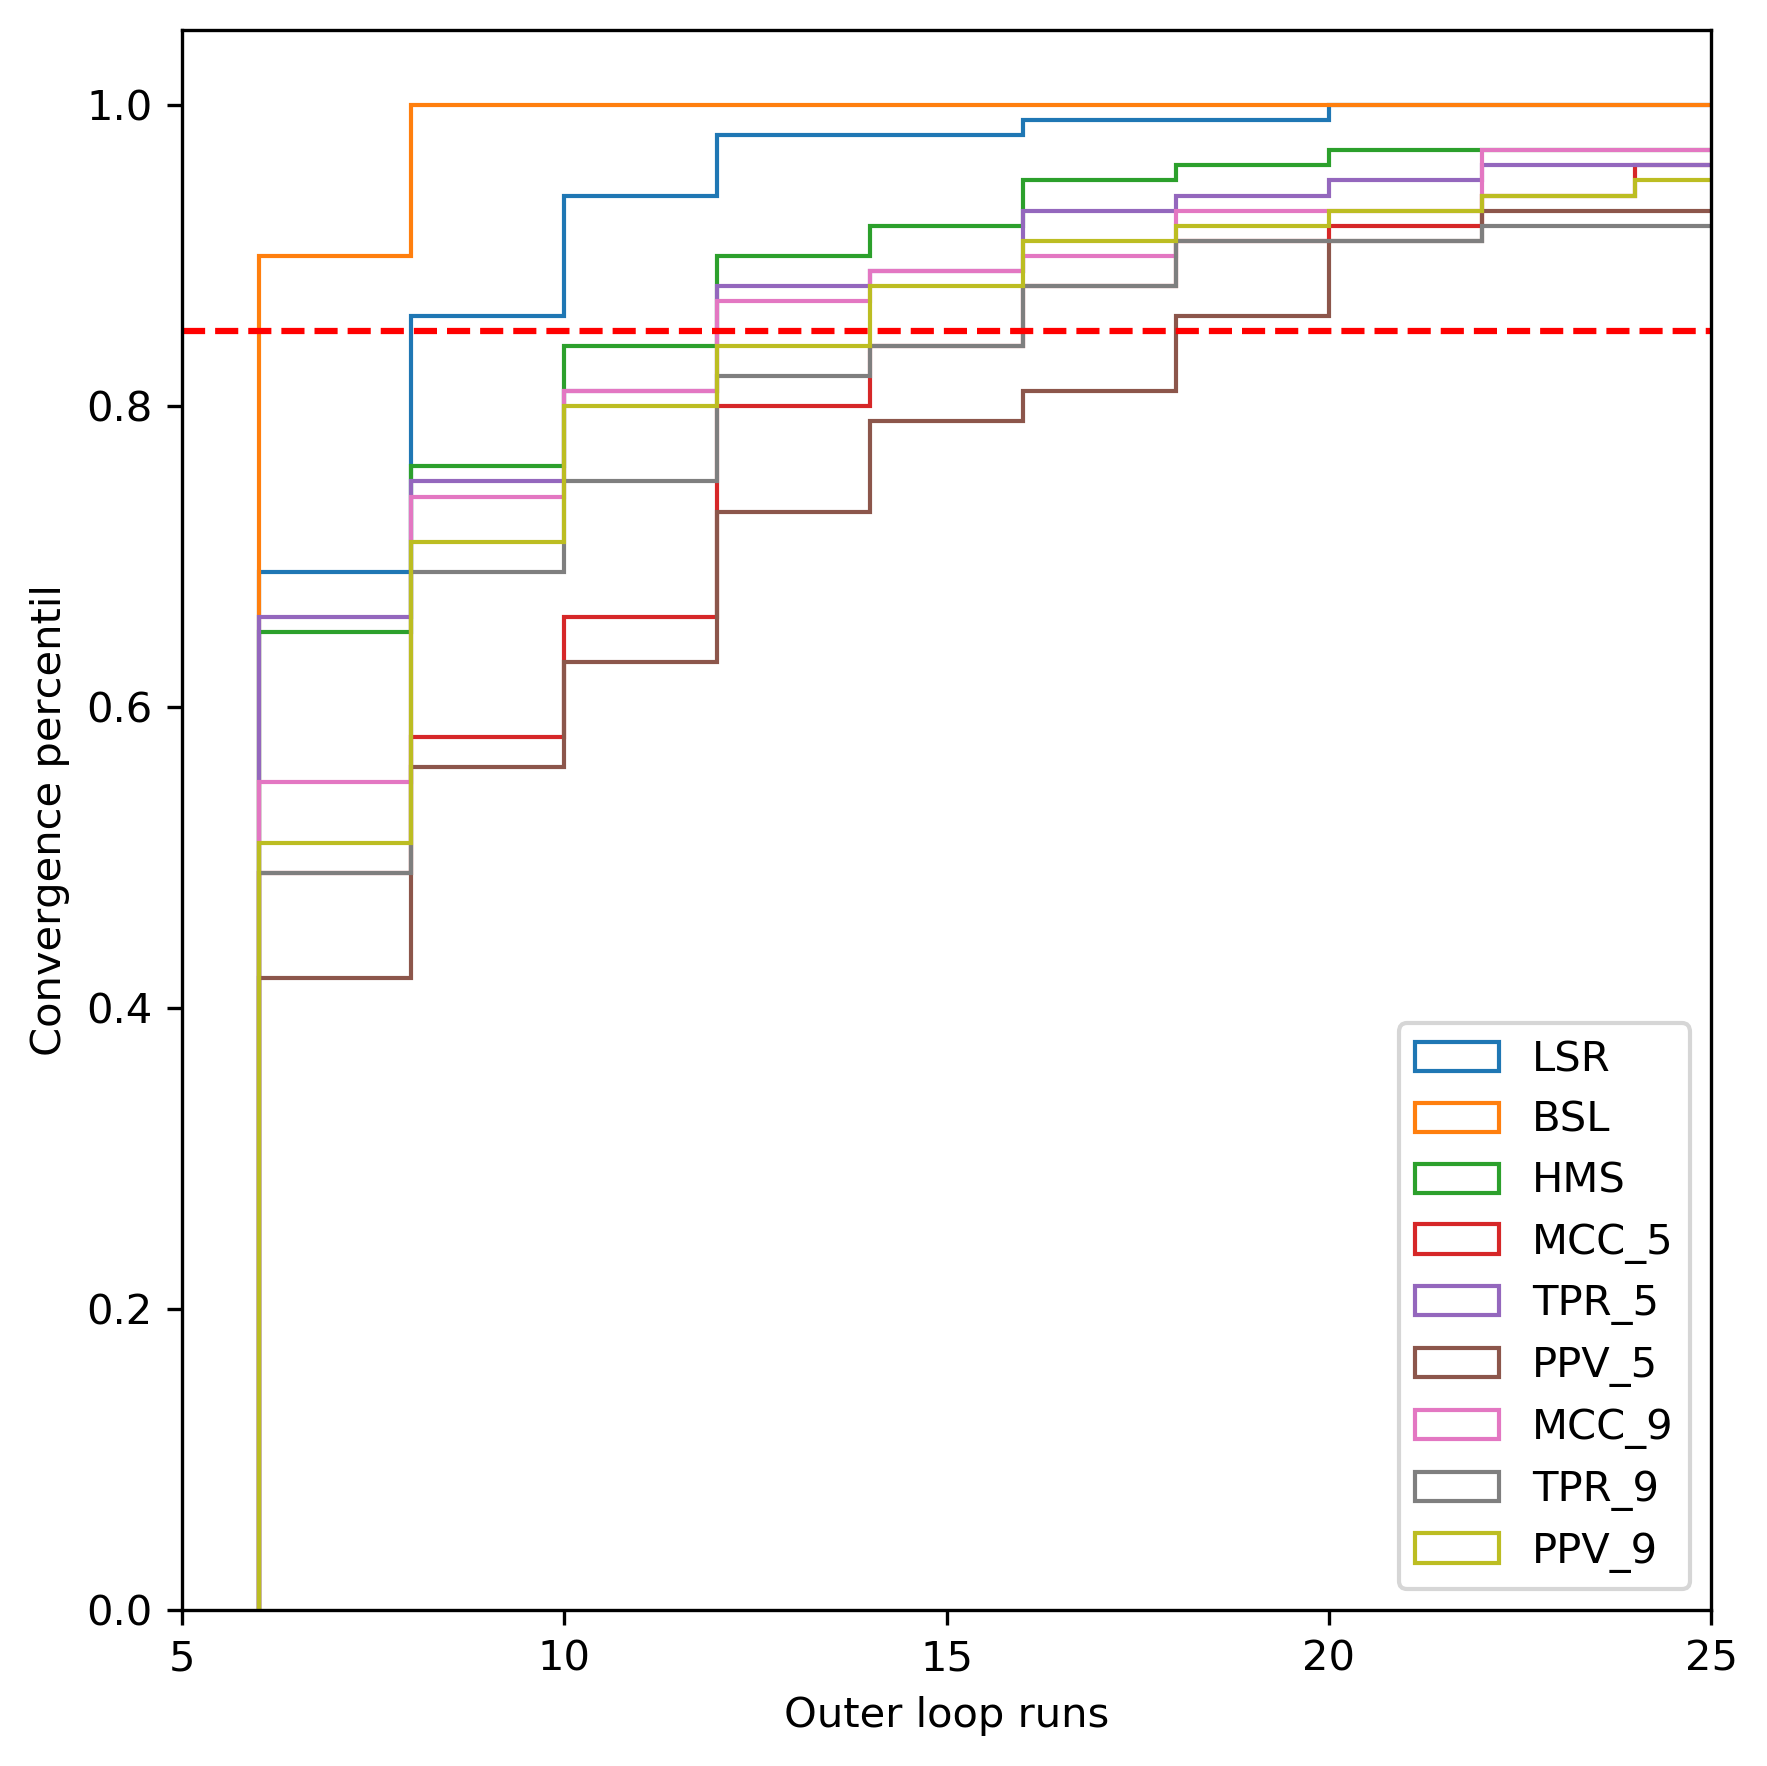 1.0
0.8
0.6
0.4
0.2
0.0
Convergence percentil
5
10
15
20
25
Outer loop runs
LSR
BSL
HMS
MCC_5
TPR_5
PPV_5
MCC_9
TPR_9
PPV_9